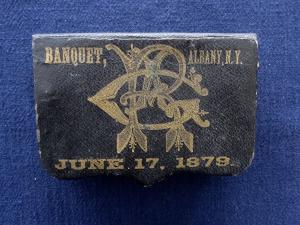 BANQUET, ALBANY, N.Y.
JUNE 17, 1879